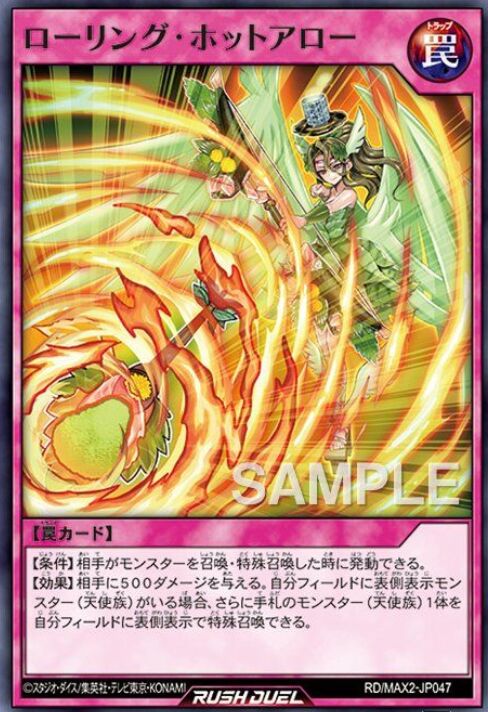 ローリング・ホットアロー
トラップ
罠
SAMPLE
【罠カード】
【条件】相手がモンスターを召喚・特殊召喚した時に発動できる。
【効果】相手に500ダメージを与える。自分フィールドに表側表示モン
スター(天使族)がいる場合、さらに手札のモンスター(天使族)1体を
自分フィールドに表側表示で特殊召喚できる。
©スタジオ・ダイス/集英社・テレビ東京・KONAMI
RUSH DUEL
RD/MAX2-JP047